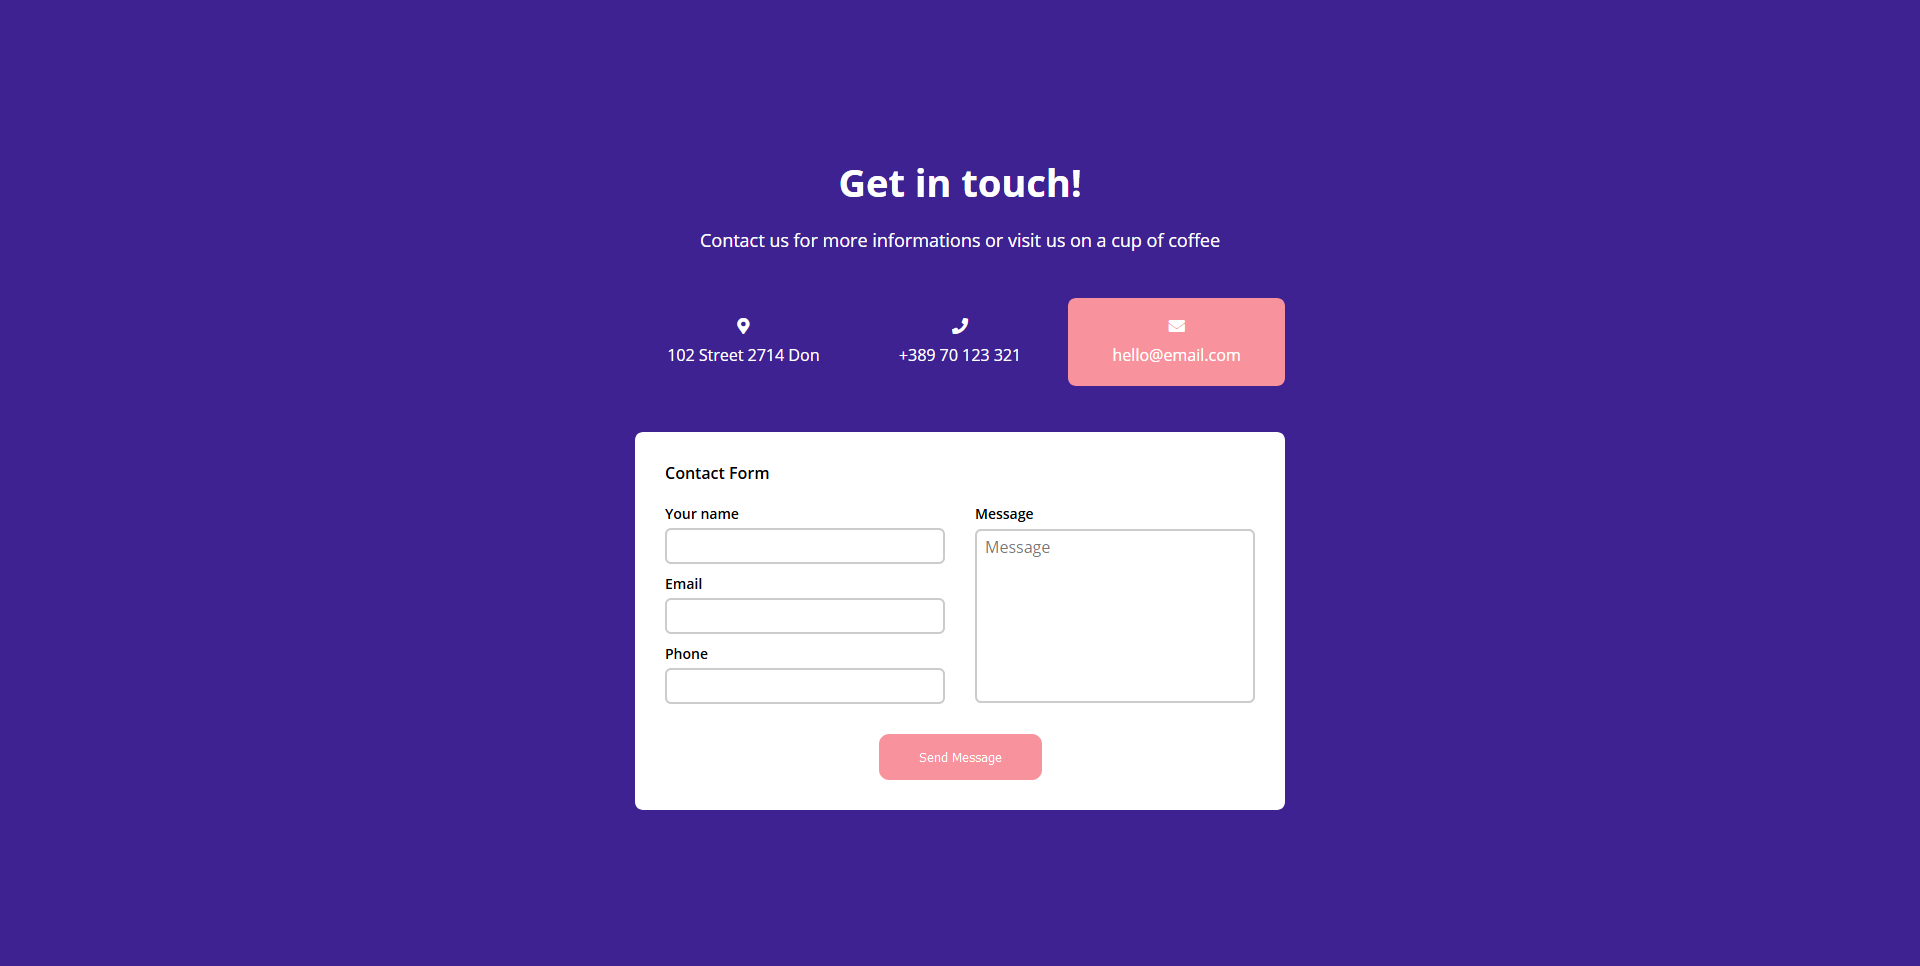 Get in touch!
Contact us for more informations or visit us on a cup of coffee
102 Street 2714 Don
+389 70 123 321
hello@email.com
Contact Form
Your name
Message
Message
Email
Phone
Send Message